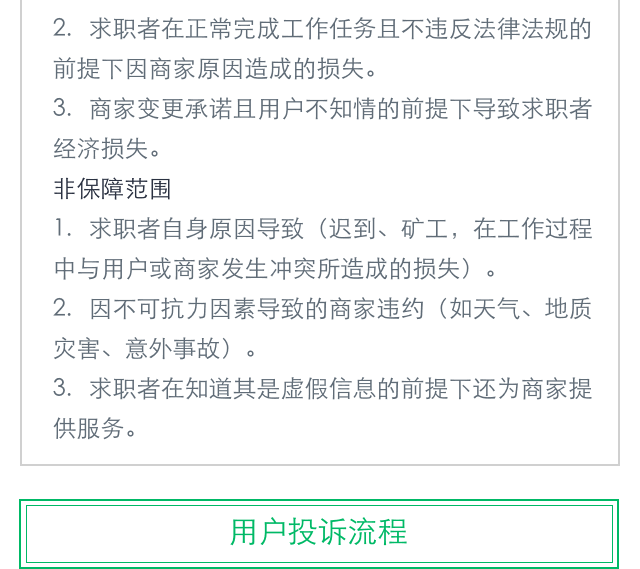 2. 求职者在正常完成工作任务且不违反法律法规的
前提下因商家原因造成的损失。
3. 商家变更承诺且用户不知情的前提下导致求职者
经济损失。
非保障范围
1. 求职者自身原因导致（迟到、矿工，在工作过程
中与用户或商家发生冲突所造成的损失）。
2. 因不可抗力因素导致的商家违约（如天气、地质
灾害、意外事故）。
3. 求职者在知道其是虚假信息的前提下还为商家提
供服务。
用户投诉流程